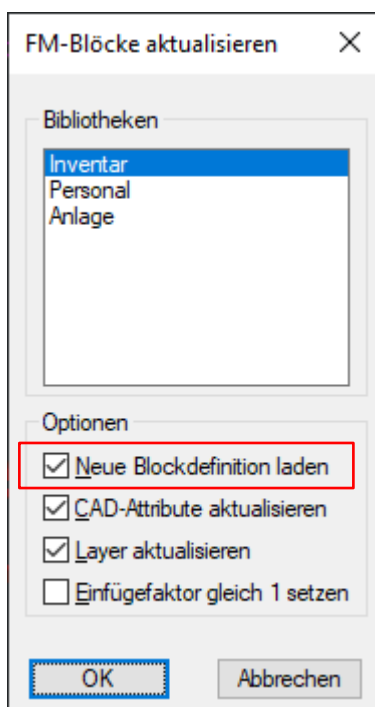 FM-Blöcke aktualisieren
Bibliotheken
Inventar
Personal
Anlage
Optionen
Neue Blockdefinition laden
CAD-Attribute aktualisieren
Layer aktualisieren
Einfügefaktor gleich 1 setzen
OK Abbrechen